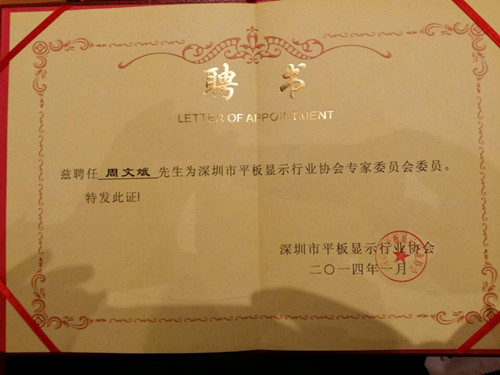 聘书
LETTER OF APPOINTMENT
兹聘任 周文斌 先生为深圳市平板显示行业协会专家委员会委员。
特发此证!
深圳市平板显示行业协会
二〇一四年一月